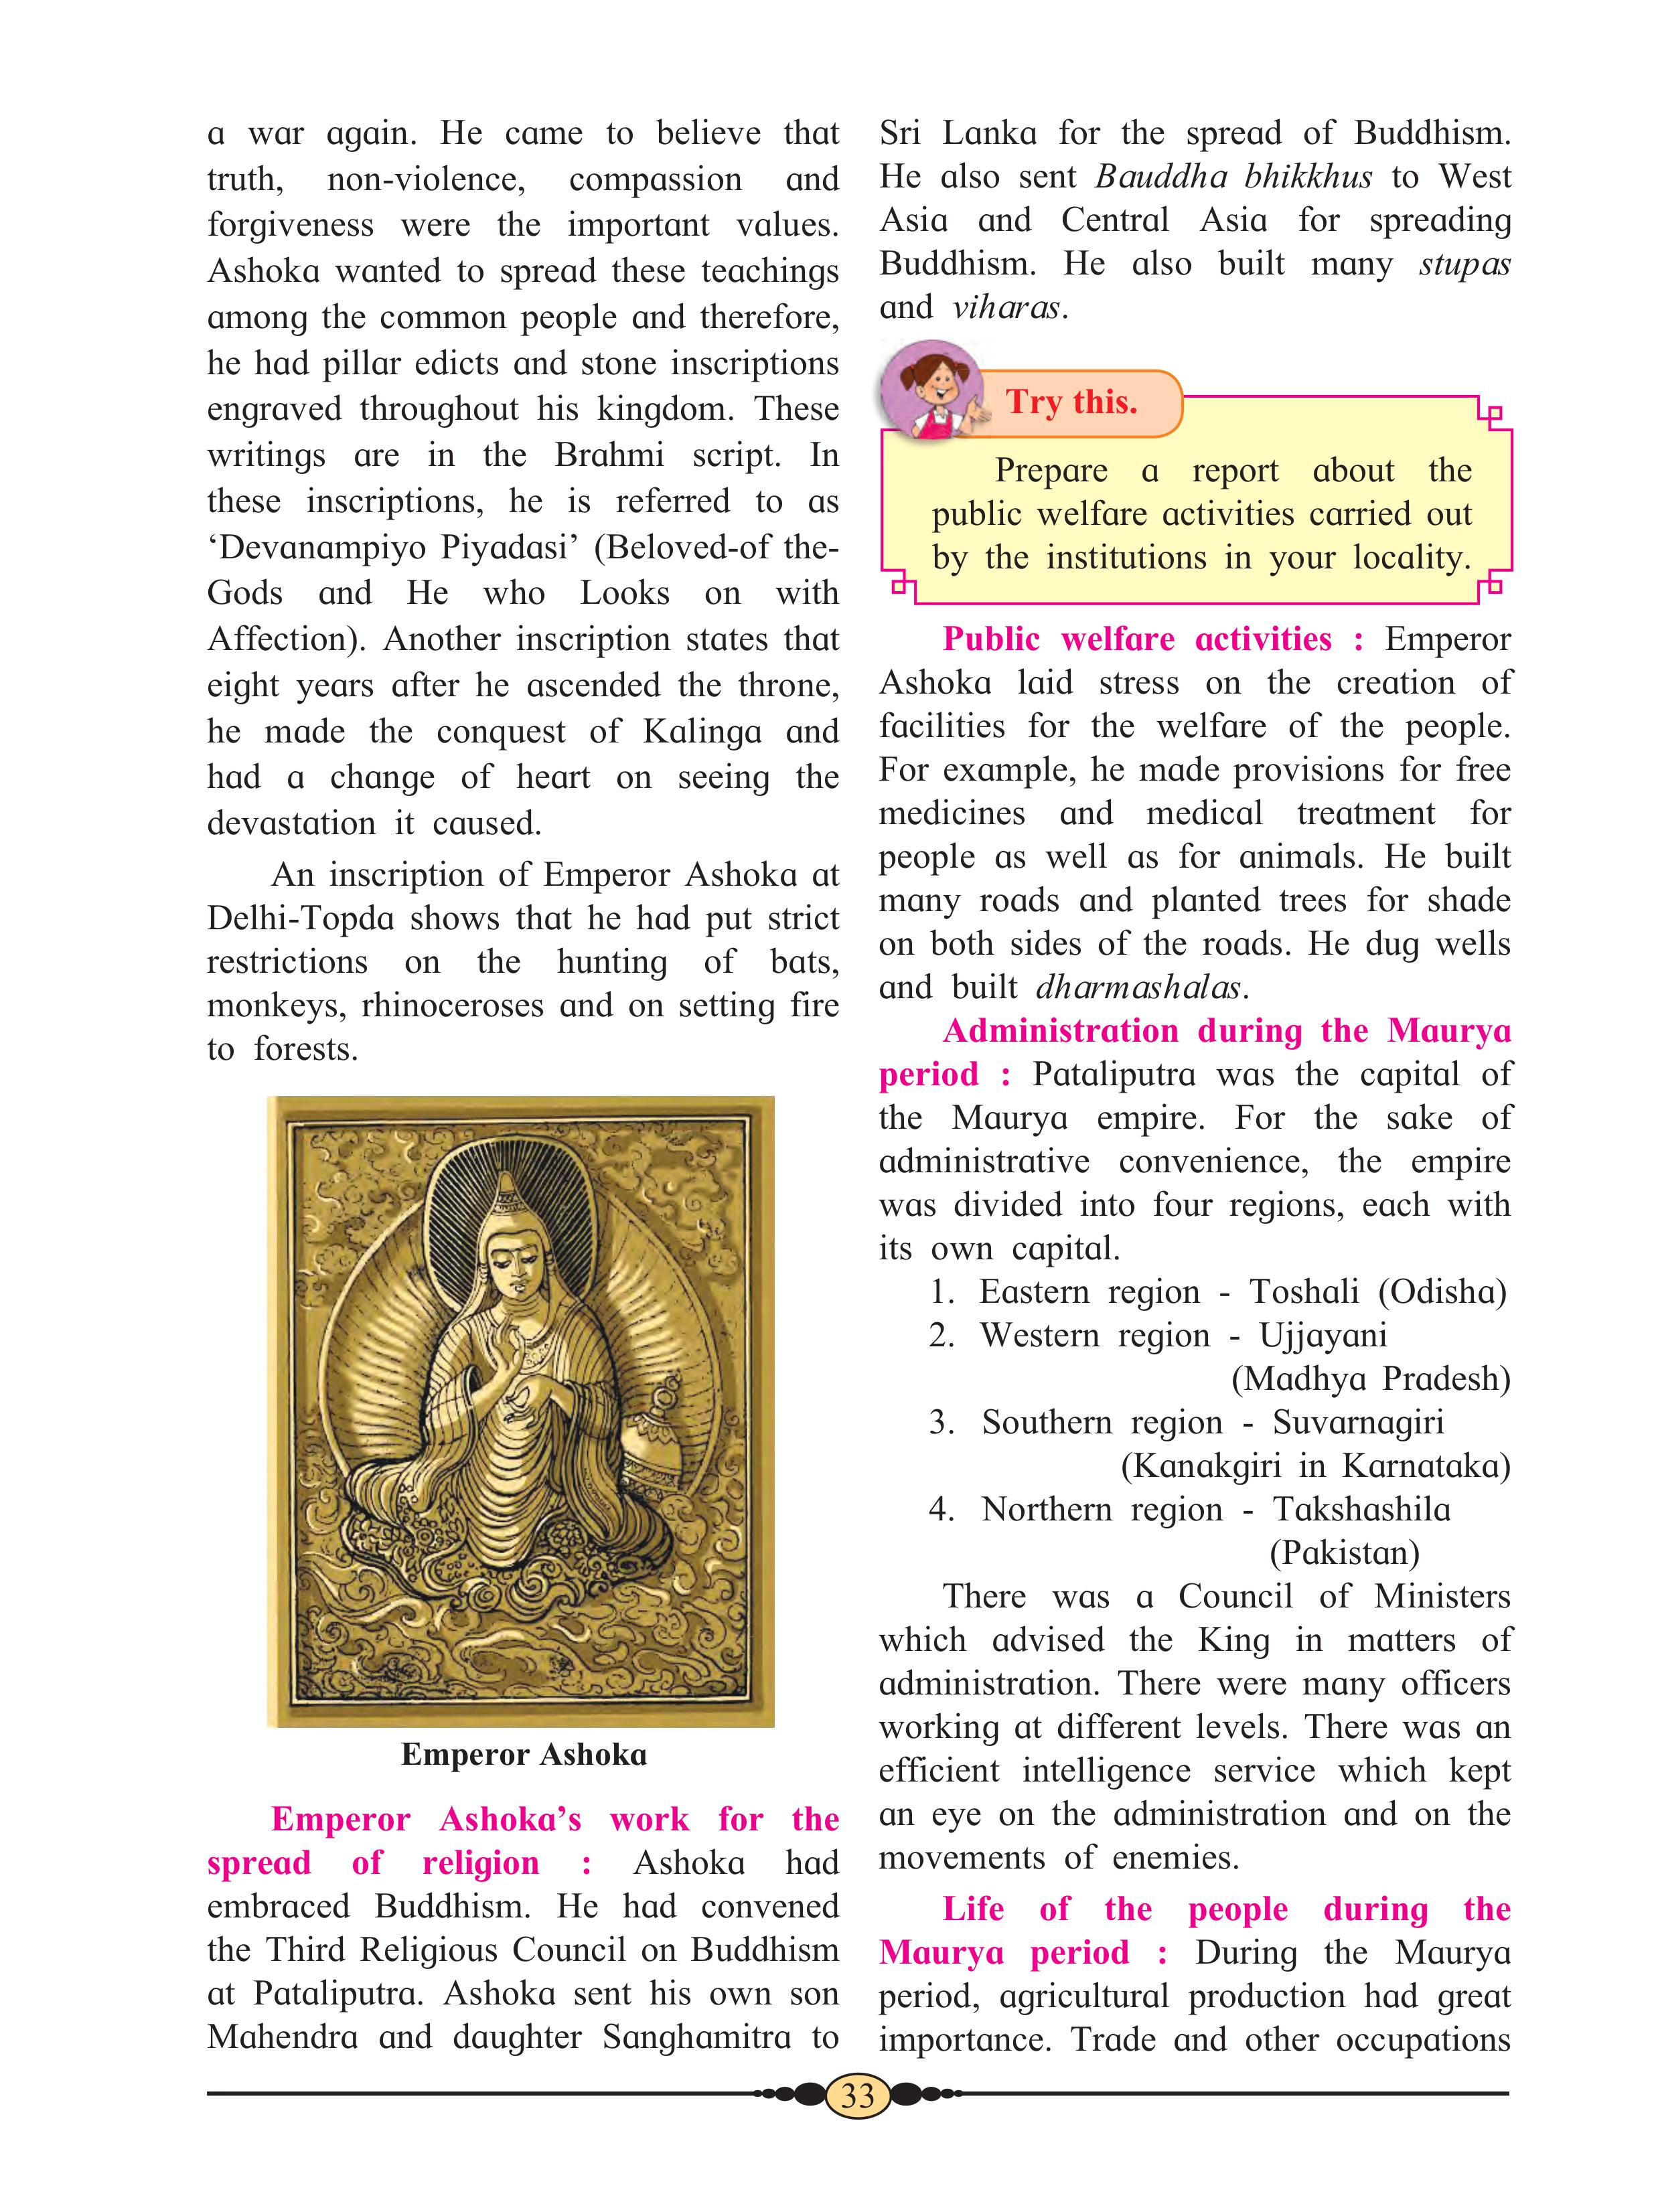 a war again. He came to believe that
truth, non-violence, compassion and
forgiveness were the important values.
Ashoka wanted to spread these teachings
among the common people and therefore,
he had pillar edicts and stone inscriptions
engraved throughout his kingdom. These
writings are in the Brahmi script. In
these inscriptions, he is referred to as
‘Devanampiyo Piyadasi’ (Beloved-of the-
Gods and He who Looks on with
Affection). Another inscription states that
eight years after he ascended the throne,
he made the conquest of Kalinga and
had a change of heart on seeing the
devastation it caused.
An inscription of Emperor Ashoka at
Delhi-Topda shows that he had put strict
restrictions on the hunting of bats,
monkeys, rhinoceroses and on setting fire
to forests.
Emperor Ashoka
Emperor Ashoka’s work for the
spread of religion : Ashoka had
embraced Buddhism. He had convened
the Third Religious Council on Buddhism
at Pataliputra. Ashoka sent his own son
Mahendra and daughter Sanghamitra to
Sri Lanka for the spread of Buddhism.
He also sent Bauddha bhikkhus to West
Asia and Central Asia for spreading
Buddhism. He also built many stupas
and viharas.
Try this.
Prepare a report about the
public welfare activities carried out
by the institutions in your locality.
Public welfare activities : Emperor
Ashoka laid stress on the creation of
facilities for the welfare of the people.
For example, he made provisions for free
medicines and medical treatment for
people as well as for animals. He built
many roads and planted trees for shade
on both sides of the roads. He dug wells
and built dharmashalas.
Administration during the Maurya
period : Pataliputra was the capital of
the Maurya empire. For the sake of
administrative convenience, the empire
was divided into four regions, each with
its own capital.
1. Eastern region - Toshali (Odisha)
2. Western region - Ujjayani
(Madhya Pradesh)
3. Southern region - Suvarnagiri
(Kanakgiri in Karnataka)
4. Northern region - Takshashila
(Pakistan)
There was a Council of Ministers
which advised the King in matters of
administration. There were many officers
working at different levels. There was an
efficient intelligence service which kept
an eye on the administration and on the
movements of enemies.
Life of the people during the
Maurya period : During the Maurya
period, agricultural production had great
importance. Trade and other occupations
33